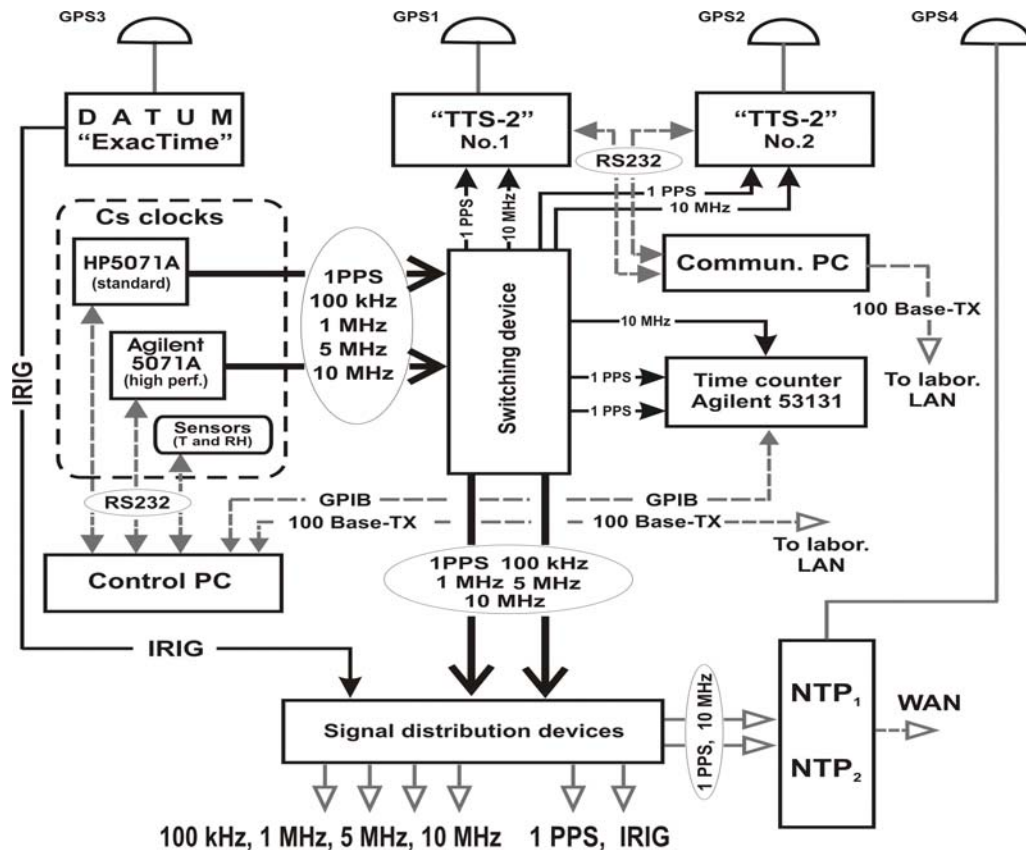 GPS3
GPS1
GPS2
GPS4
D A T U M
“ExacTime”
“TTS-2”
No.1
“TTS-2”
No.2
RS232
1 PPS
10 MHz
1 PPS
10 MHz
Cs clocks
HP5071A
(standard)
Agilent
5071A
(high perf.)
Sensors
(T and RH)
1PPS
100 kHz
1 MHz
5 MHz
10 MHz
Switching device
Commun. PC
100 Base-TX
To labor.
LAN
10 MHz
1 PPS
1 PPS
Time counter
Agilent 53131
IRIG
RS232
GPIB
GPIB
100 Base-TX
100 Base-TX
To labor.
LAN
Control PC
1PPS 100 kHz
1 MHz 5 MHz
10 MHz
IRIG
Signal distribution devices
1 PPS, 10 MHz
NTP1
NTP2
WAN
100 kHz, 1 MHz, 5 MHz, 10 MHz
1 PPS, IRIG